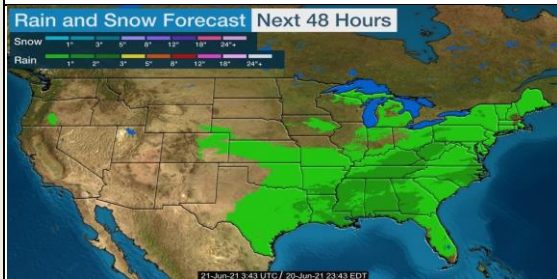 Rain and Snow Forecast Next 48 Hours
Snow
1" 3" 5" 8" 12" 18" 24"+
Rain
1" 2" 3" 5" 8" 12" 18" 24"+
21-Jun-21 3:43 UTC / 20-Jun-21 23:43 EDT